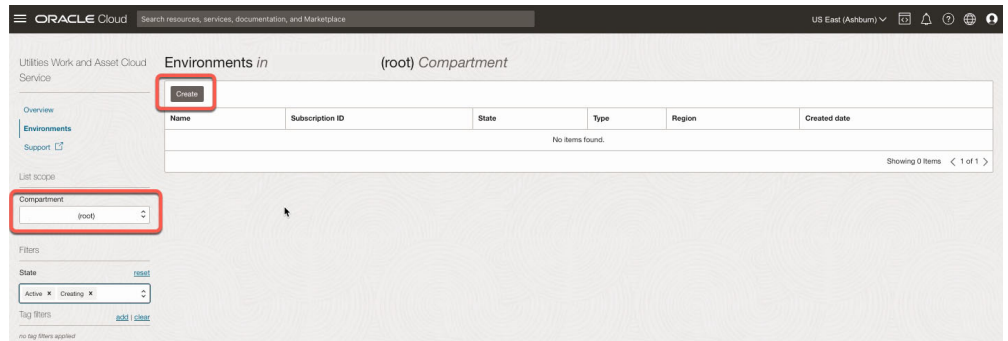 ORACLE Cloud Search resources, services, documentation, and Marketplace US East (Ashburn)
Utilities Work and Asset Cloud
Service
Overview
Environments
Support
List scope
Compartment
(root)
Filters
State reset
Active × Creating ×
Tag filters add | clear
no tag filters applied
Environments in (root) Compartment
Create
Name Subscription ID State Type Region Created date
No items found.
Showing 0 Items < 1 of 1 >